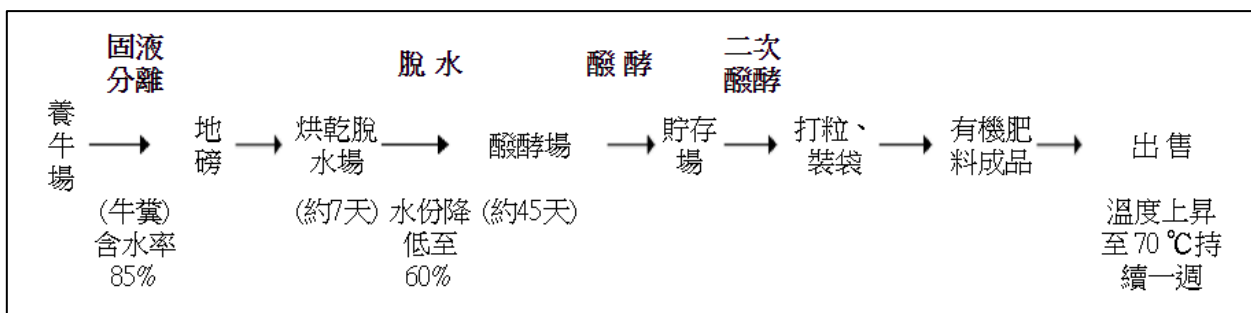 固液
分離
脫水
醱酵
二次
醱酵
養
牛
場
地
磅
烘乾脫
水場
醱酵場
貯存
場
打粒、
裝袋
有機肥
料成品
出售
(牛糞)
含水率
85%
(約7天)
水份降
低至
60%
(約45天)
溫度上昇
至70 ℃持
續一週